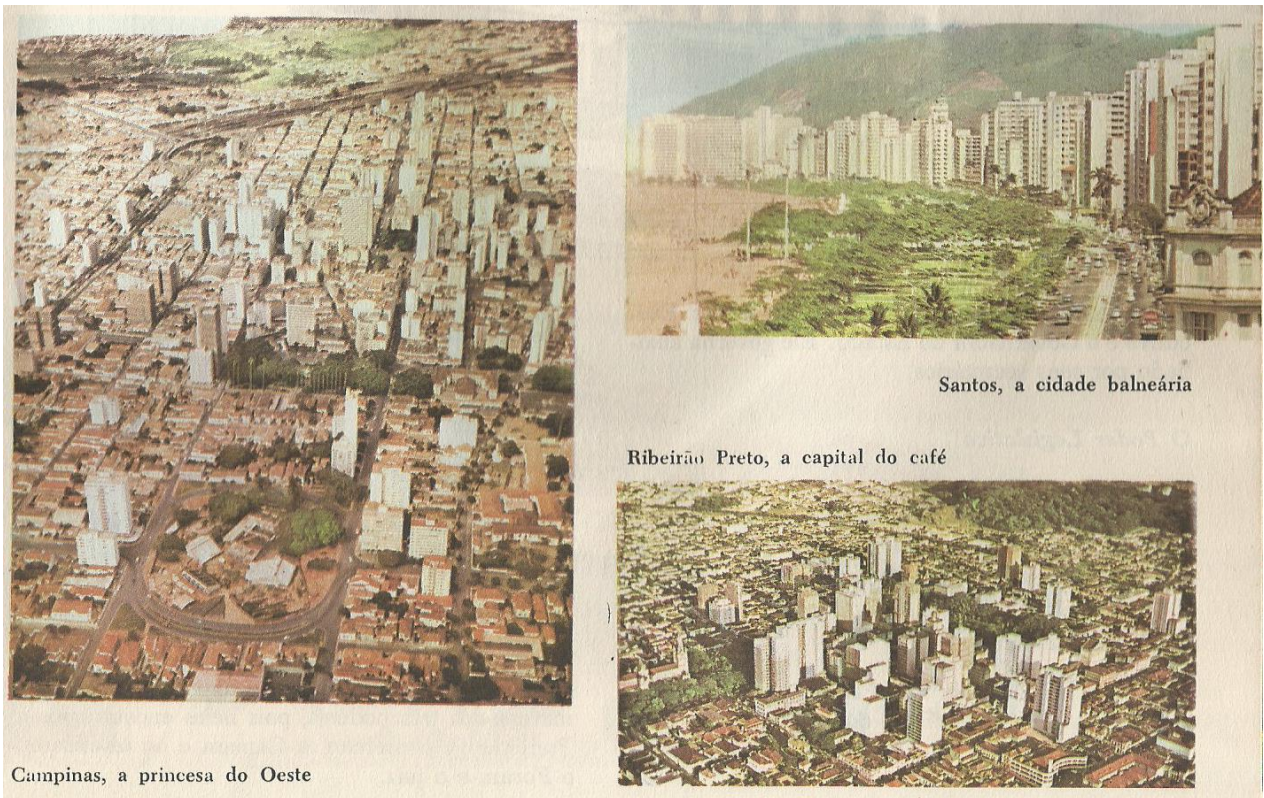 Santos, a cidade balneária
Ribeirão Preto, a capital do café
Campinas, a princesa do Oeste